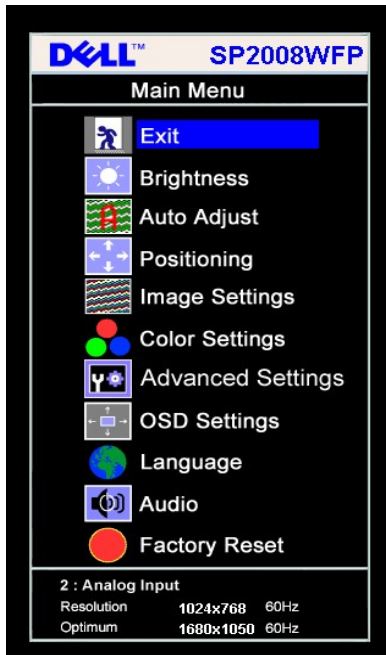 DELL™ SP2008WFP
Main Menu
Exit
Brightness
Auto Adjust
Positioning
Image Settings
Color Settings
Advanced Settings
OSD Settings
Language
Audio
Factory Reset
2 : Analog Input
Resolution 1024x768 60Hz
Optimum 1680x1050 60Hz